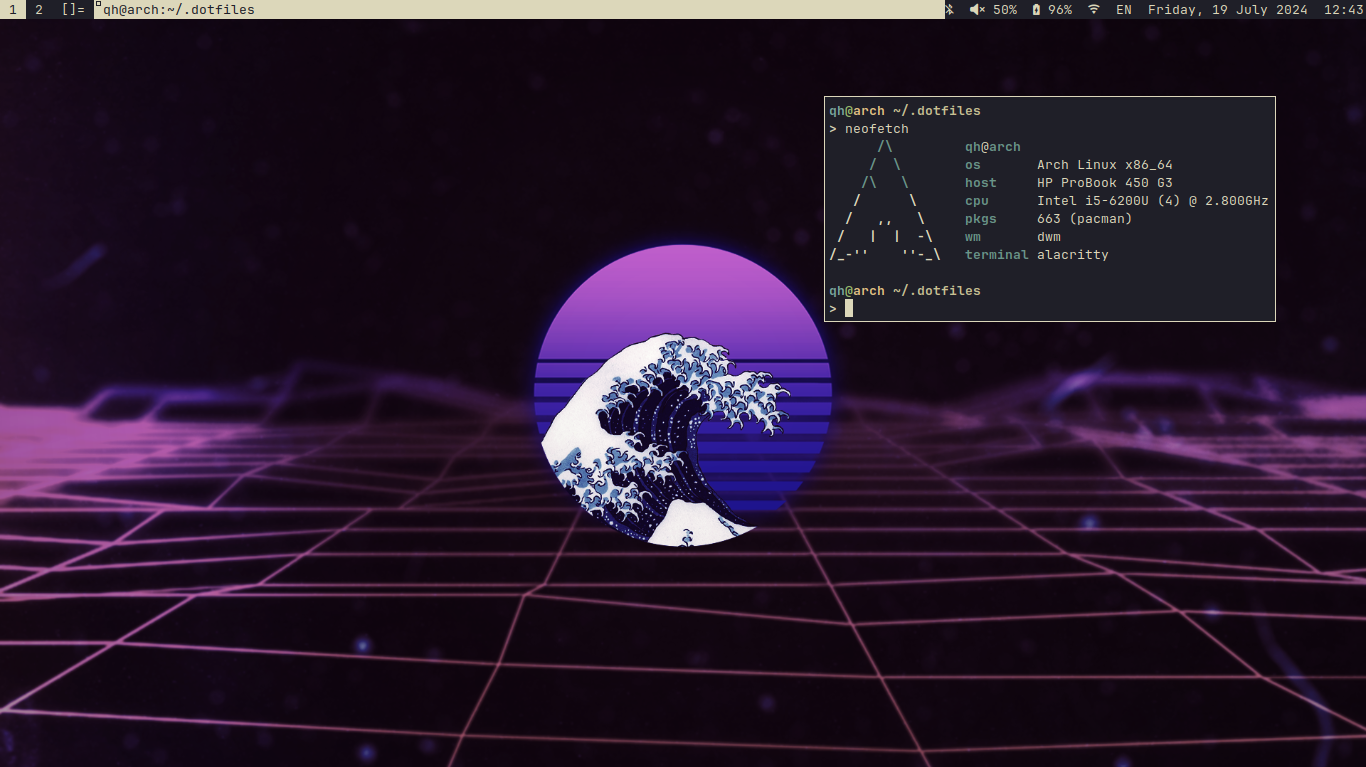 1 2 []= qh@arch:~/.dotfiles 50% 96% EN Friday, 19 July 2024 12:43
qh@arch ~/.dotfiles
> neofetch
/\ qh@arch
/ \ os Arch Linux x86_64
/\ \ host HP ProBook 450 G3
/ \ cpu Intel i5-6200U (4) @ 2.800GHz
/ ,, \ pkgs 663 (pacman)
/ | | -\ wm dwm
/_-'' ''-_\ terminal alacritty
qh@arch ~/.dotfiles
>